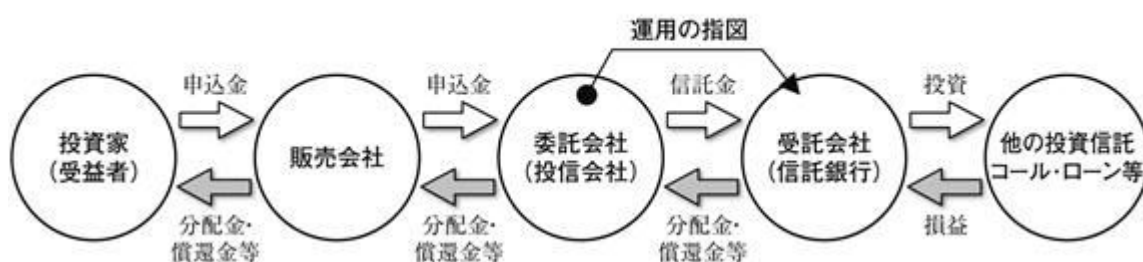 運用の指図
申込金
申込金
信託金
投資
投資家
(受益者)
販売会社
委託会社
(投信会社)
受託会社
(信託銀行)
他の投資信託
コール・ローン等
分配金・
償還金等
分配金・
償還金等
分配金・
償還金等
損益